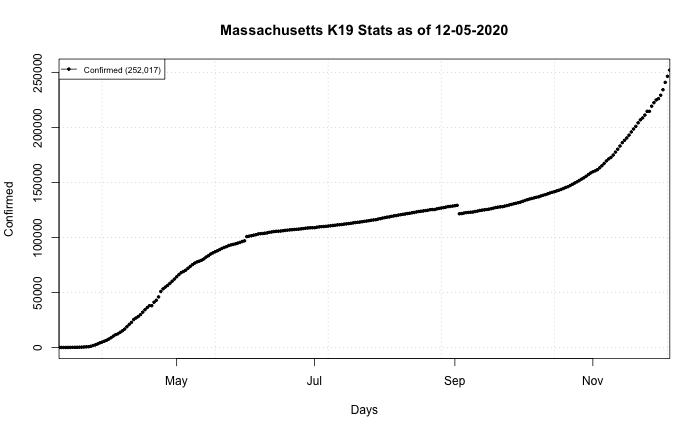 Massachusetts K19 Stats as of 12-05-2020
Confirmed (252,017)
250000
200000
150000
100000
50000
0
Confirmed
May Jul Sep Nov
Days